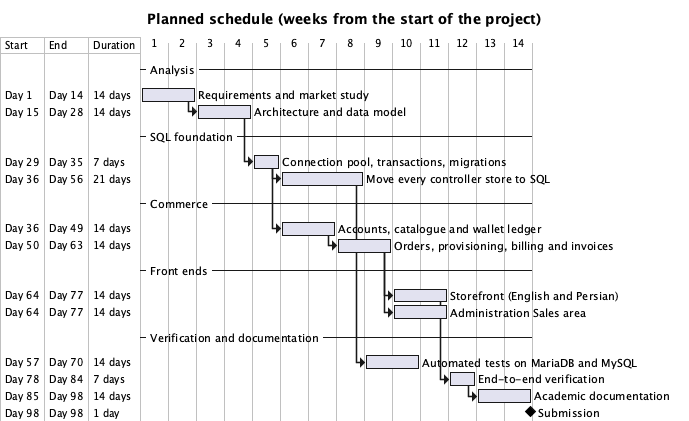 Planned schedule (weeks from the start of the project)
Start End Duration 1 2 3 4 5 6 7 8 9 10 11 12 13 14
Analysis
Day 1 Day 14 14 days Requirements and market study
Day 15 Day 28 14 days Architecture and data model
SQL foundation
Day 29 Day 35 7 days Connection pool, transactions, migrations
Day 36 Day 56 21 days Move every controller store to SQL
Commerce
Day 36 Day 49 14 days Accounts, catalogue and wallet ledger
Day 50 Day 63 14 days Orders, provisioning, billing and invoices
Front ends
Day 64 Day 77 14 days Storefront (English and Persian)
Day 64 Day 77 14 days Administration Sales area
Verification and documentation
Day 57 Day 70 14 days Automated tests on MariaDB and MySQL
Day 78 Day 84 7 days End-to-end verification
Day 85 Day 98 14 days Academic documentation
Day 98 Day 98 1 day Submission